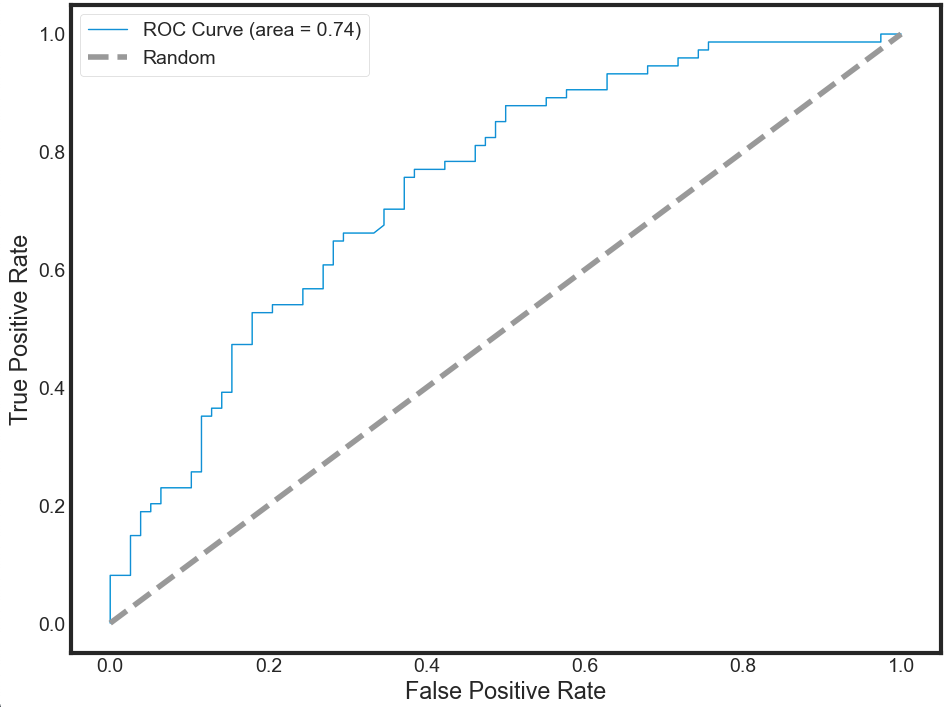 ROC Curve (area = 0.74)
Random
1.0
0.8
0.6
0.4
0.2
0.0
True Positive Rate
0.0 0.2 0.4 0.6 0.8 1.0
False Positive Rate